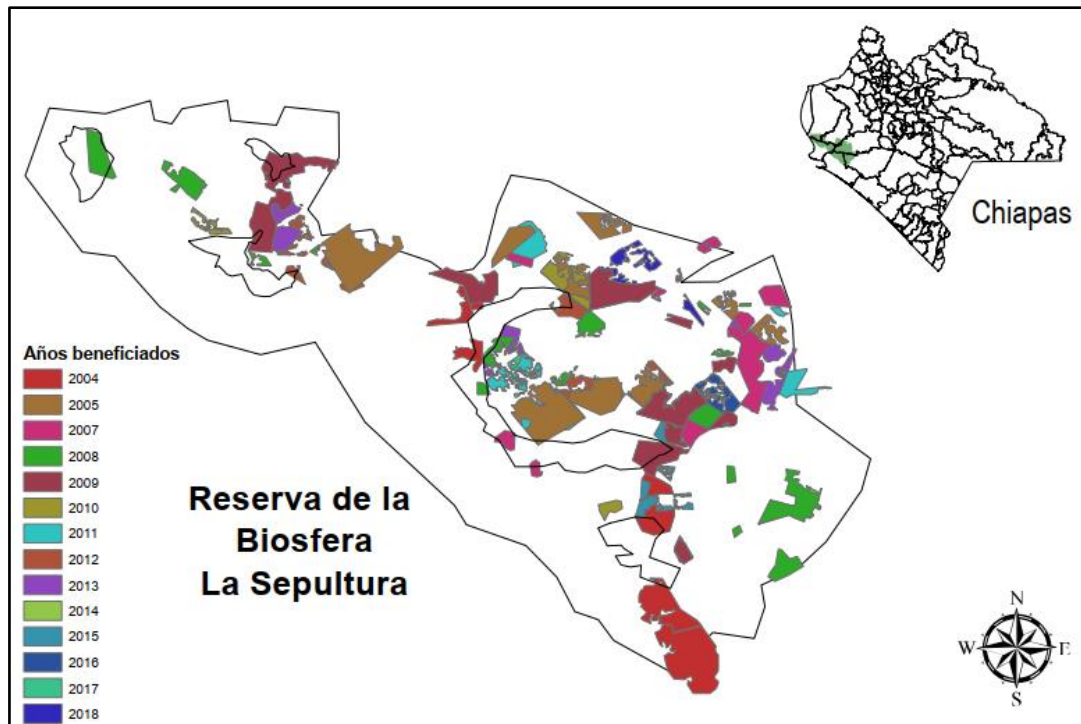 Chiapas
Años beneficiados
2004
2005
2007
2008
2009
2010
2011
2012
2013
2014
2015
2016
2017
2018
Reserva de la
Biosfera
La Sepultura
N
W E
S